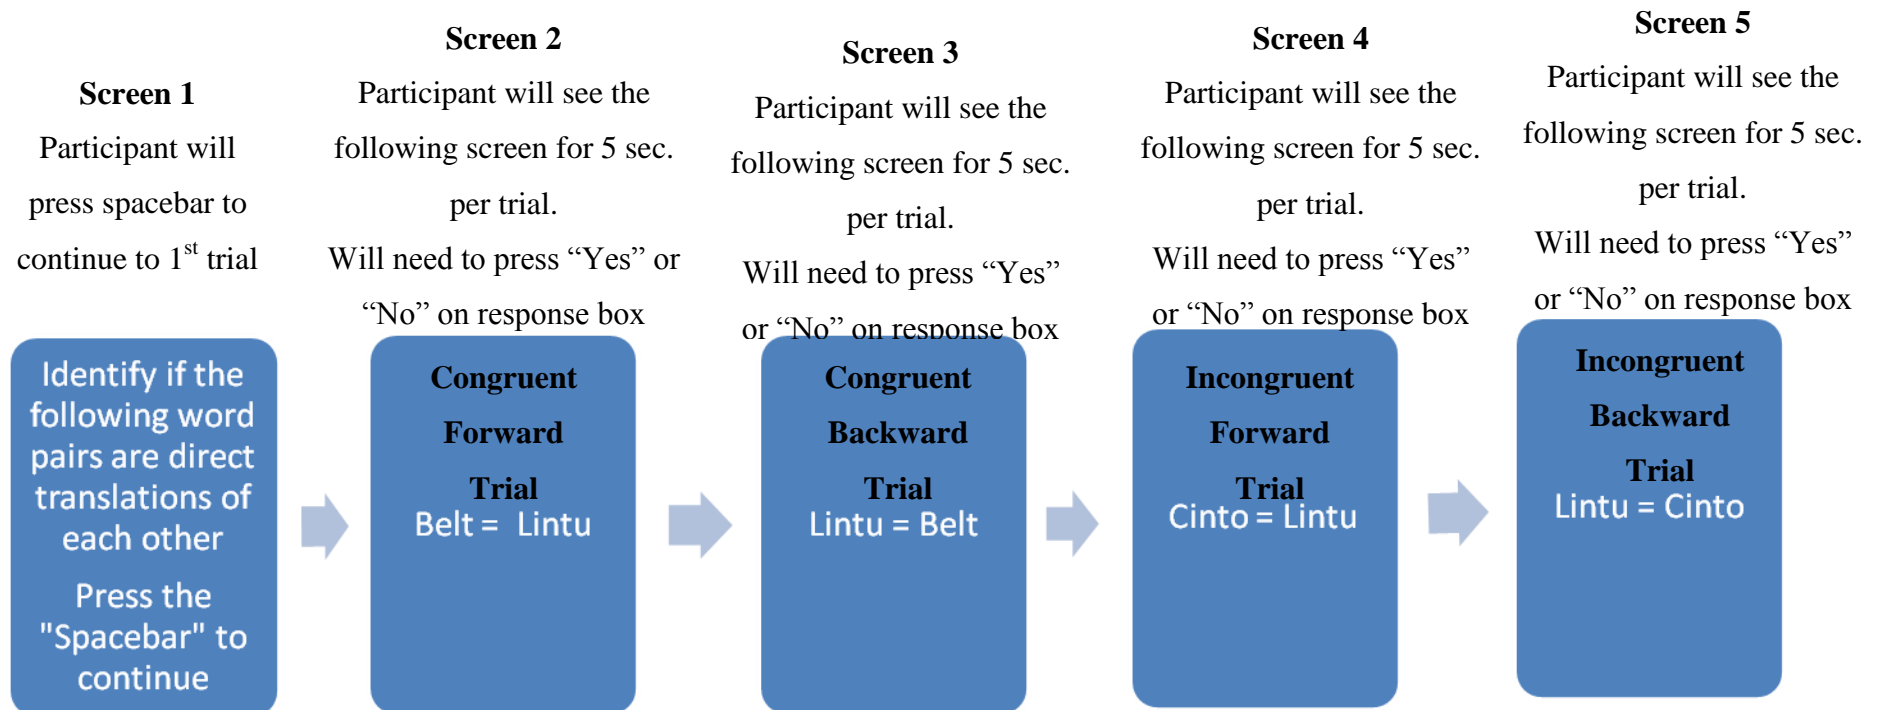 Screen 1
Participant will
press spacebar to
continue to 1st trial
Identify if the
following word
pairs are direct
translations of
each other
Press the
"Spacebar" to
continue
Screen 2
Participant will see the
following screen for 5 sec.
per trial.
Will need to press “Yes” or
“No” on response box
Congruent
Forward
Trial
Belt = Lintu
Screen 3
Participant will see the
following screen for 5 sec.
per trial.
Will need to press “Yes”
or “No” on response box
Congruent
Backward
Trial
Lintu = Belt
Screen 4
Participant will see the
following screen for 5 sec.
per trial.
Will need to press “Yes”
or “No” on response box
Incongruent
Forward
Trial
Cinto = Lintu
Screen 5
Participant will see the
following screen for 5 sec.
per trial.
Will need to press “Yes”
or “No” on response box
Incongruent
Backward
Trial
Lintu = Cinto